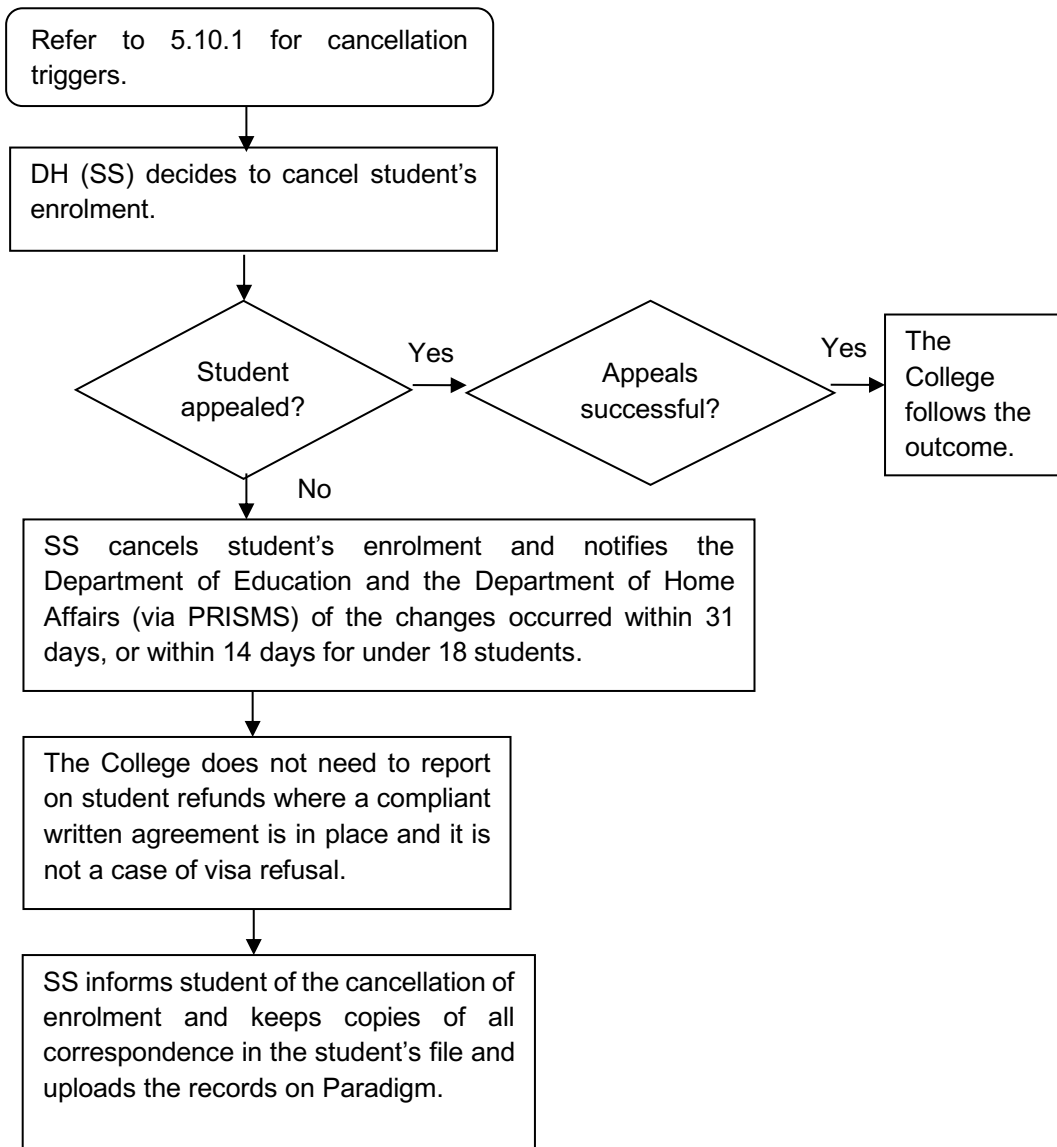 Refer to 5.10.1 for cancellation
triggers.
DH (SS) decides to cancel student's
enrolment.
Student
appealed?
Yes
Appeals
successful?
Yes
The
College
follows the
outcome.
No
SS cancels student's enrolment and notifies the
Department of Education and the Department of Home
Affairs (via PRISMS) of the changes occurred within 31
days, or within 14 days for under 18 students.
The College does not need to report
on student refunds where a compliant
written agreement is in place and it is
not a case of visa refusal.
SS informs student of the cancellation of
enrolment and keeps copies of all
correspondence in the student's file and
uploads the records on Paradigm.